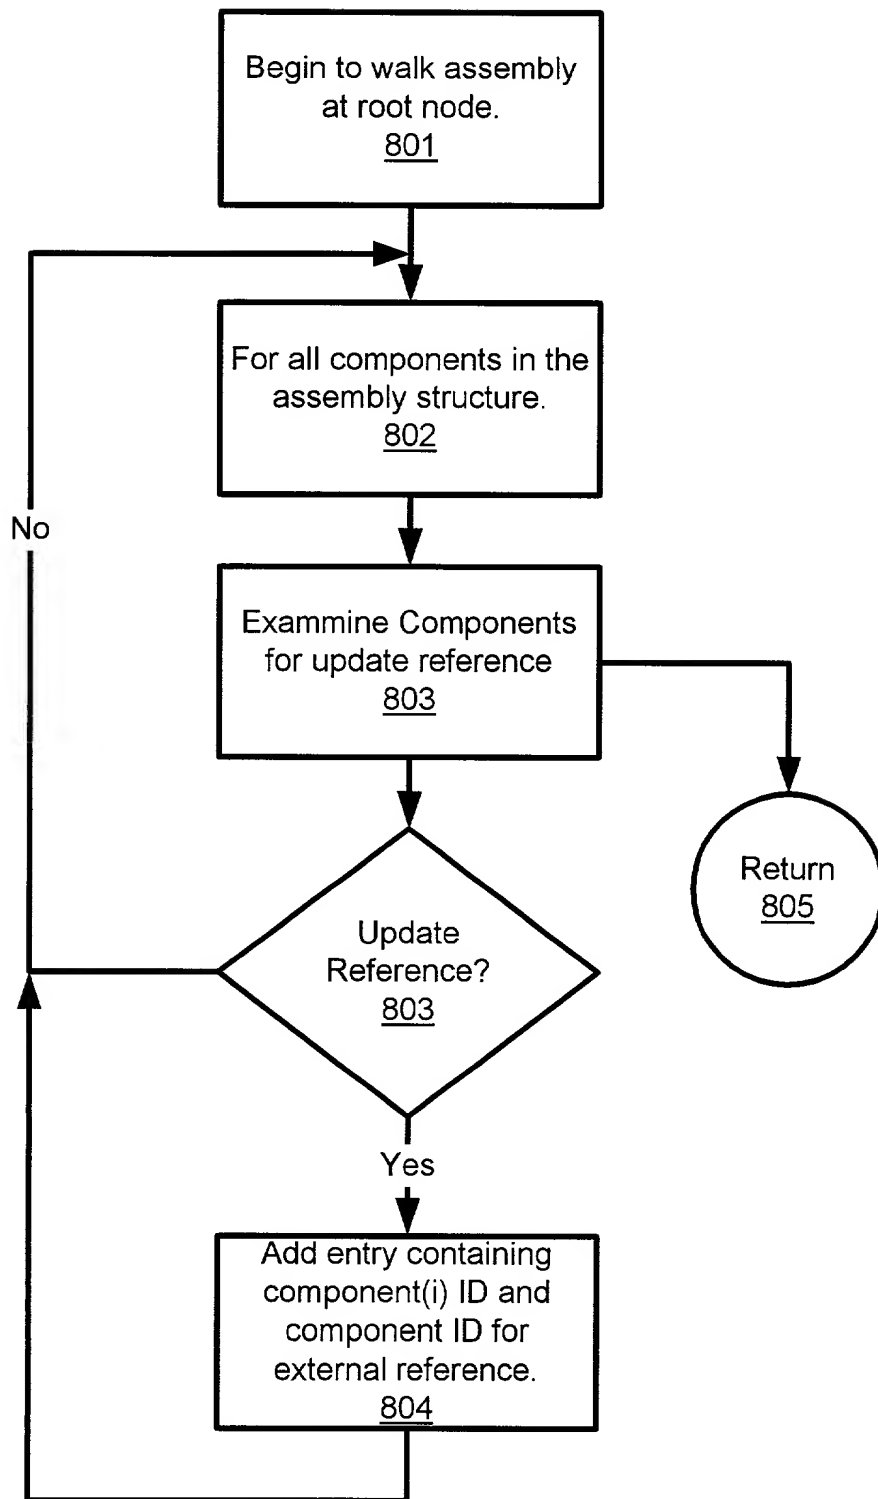 Begin to walk assembly
at root node.
801
For all components in the
assembly structure.
802
No
Exammine Components
for update reference
803
Return
805
Update
Reference?
803
Yes
Add entry containing
component(i) ID and
component ID for
external reference.
804